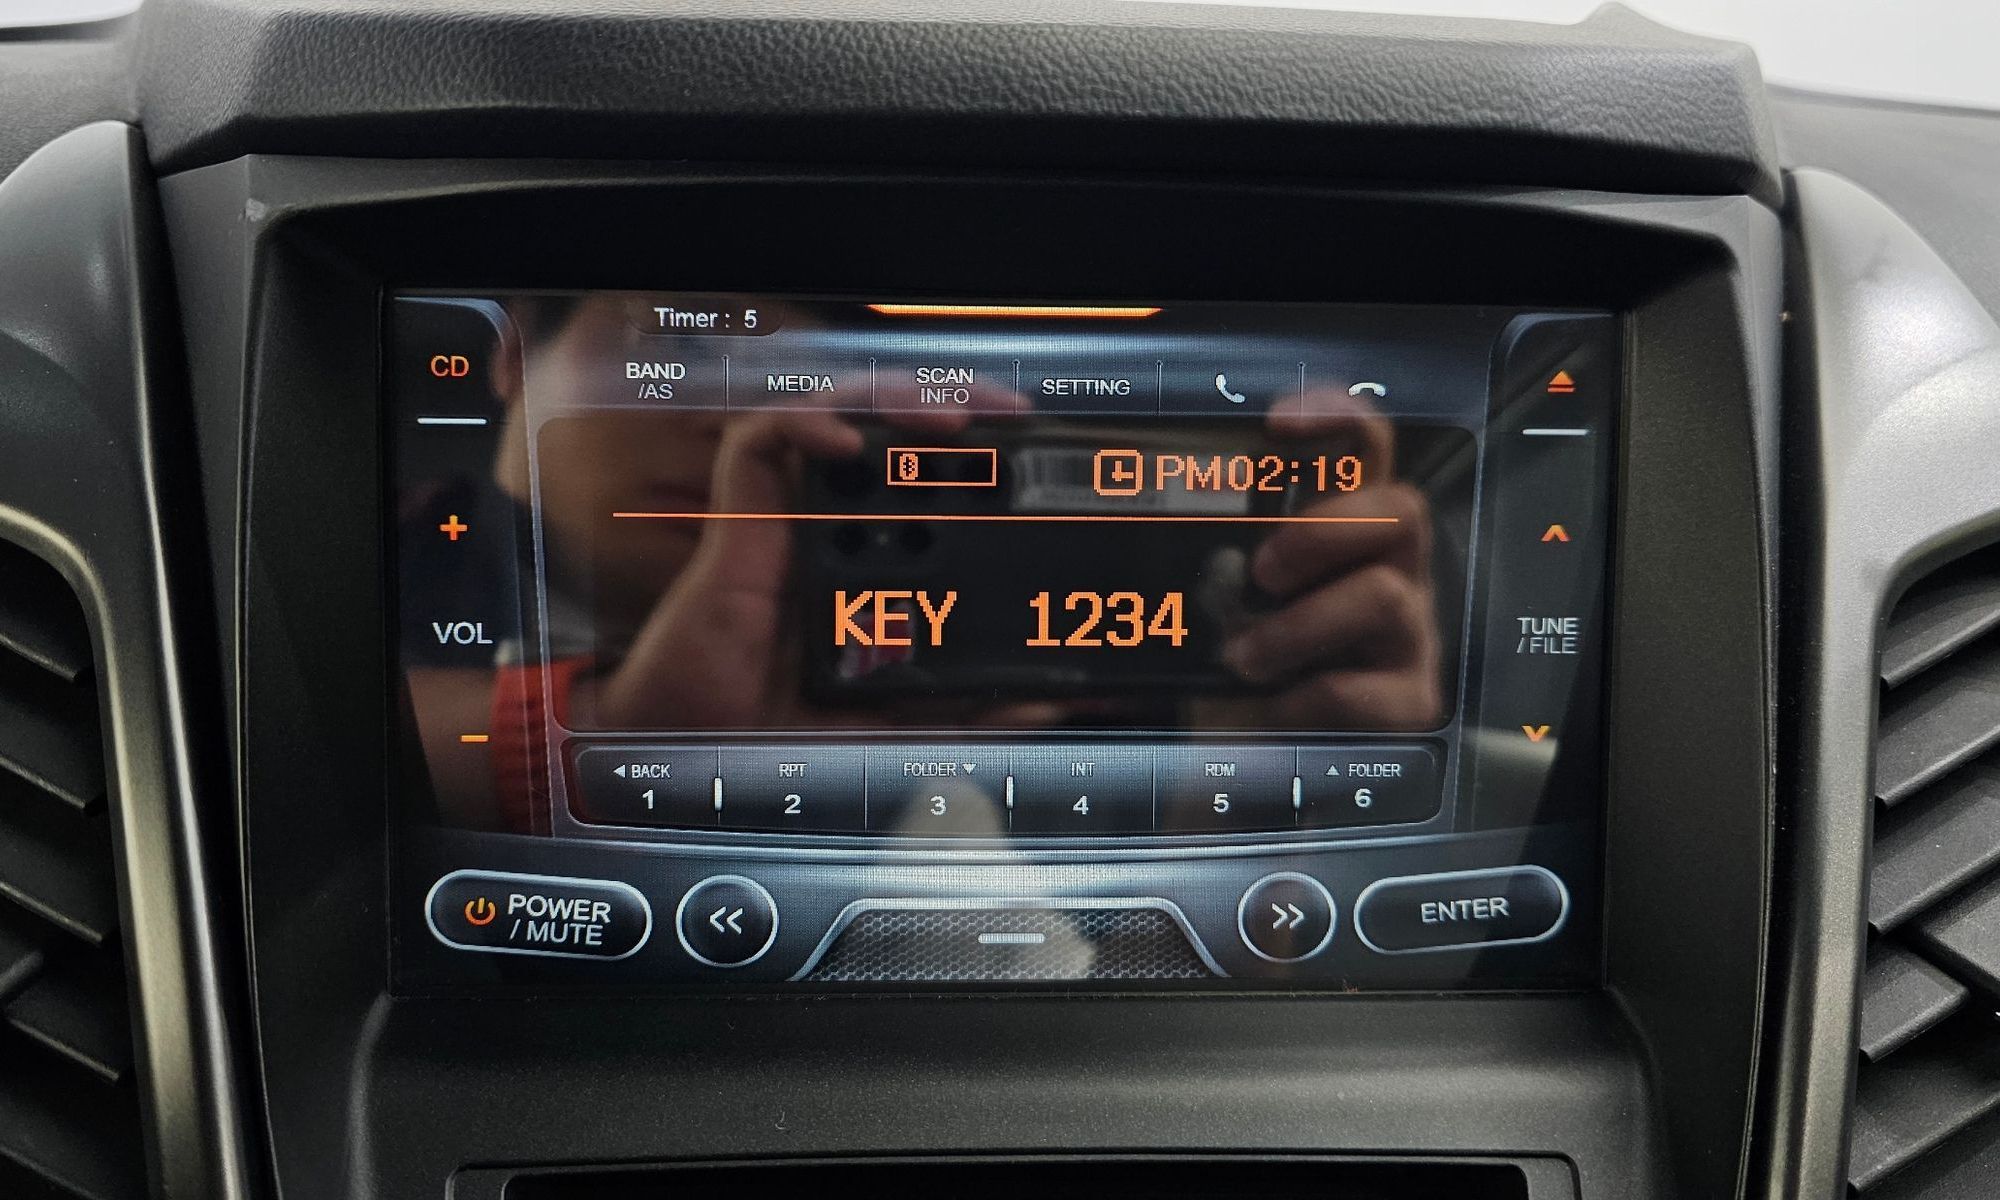 Timer : 5
CD
BAND
/AS
MEDIA
SCAN
INFO
SETTING
PM02:19
KEY 1234
VOL
TUNE
/ FILE
◀ BACK
1
RPT
2
FOLDER ▼
3
INT
4
RDM
5
▲ FOLDER
6
POWER
/ MUTE
<<
>>
ENTER